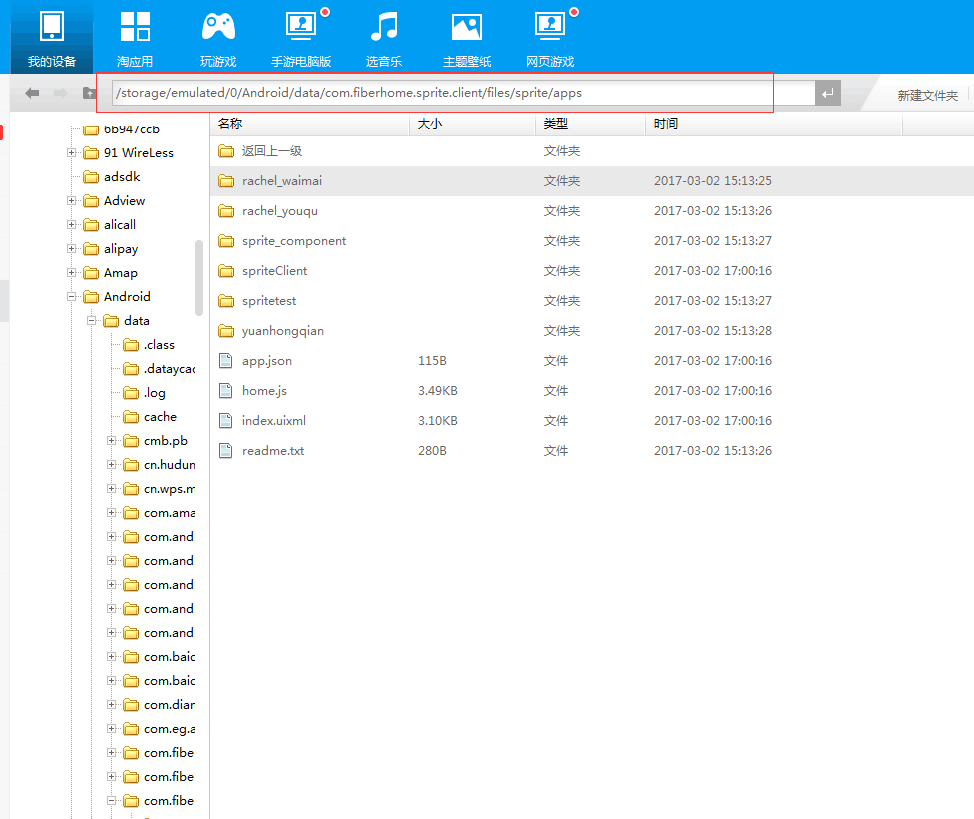 我的设备 淘应用 玩游戏 手游电脑版 选音乐 主题壁纸 网页游戏
/storage/emulated/0/Android/data/com.fiberhome.sprite.client/files/sprite/apps
新建文件夹
6b947ccb
91 WireLess
adsdk
Adview
alicall
alipay
Amap
Android
data
.class
.dataycac
.log
cache
cmb.pb
cn.hudun
cn.wps.m
com.ama
com.and
com.and
com.and
com.and
com.and
com.baic
com.baic
com.diar
com.eg.a
com.fibe
com.fibe
com.fibe
名称 大小 类型 时间
返回上一级 文件夹
rachel_waimai 文件夹 2017-03-02 15:13:25
rachel_youqu 文件夹 2017-03-02 15:13:26
sprite_component 文件夹 2017-03-02 15:13:27
spriteClient 文件夹 2017-03-02 17:00:16
spritetest 文件夹 2017-03-02 15:13:27
yuanhongqian 文件夹 2017-03-02 15:13:28
app.json 115B 文件 2017-03-02 17:00:16
home.js 3.49KB 文件 2017-03-02 17:00:16
index.uixml 3.10KB 文件 2017-03-02 17:00:16
readme.txt 280B 文件 2017-03-02 15:13:26